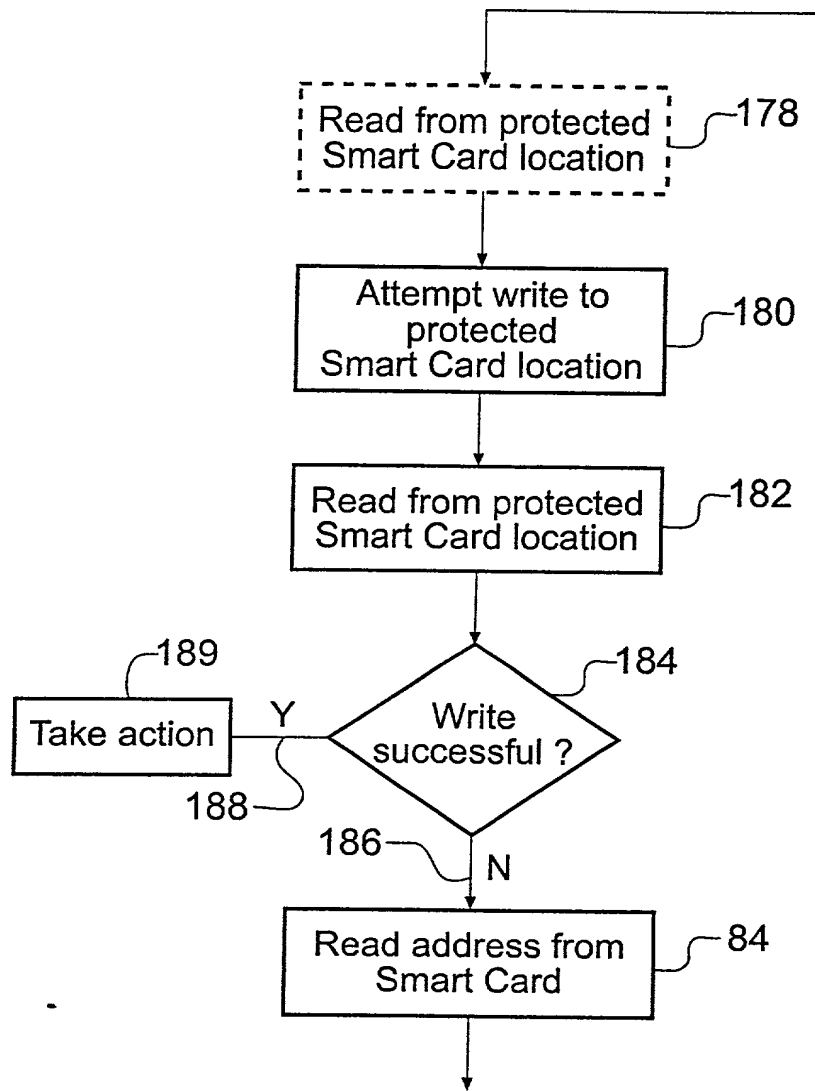 Read from protected
Smart Card location
178
Attempt write to
protected
Smart Card location
180
Read from protected
Smart Card location
182
189
184
Take action
Y
Write
successful ?
188
186
N
Read address from
Smart Card
84